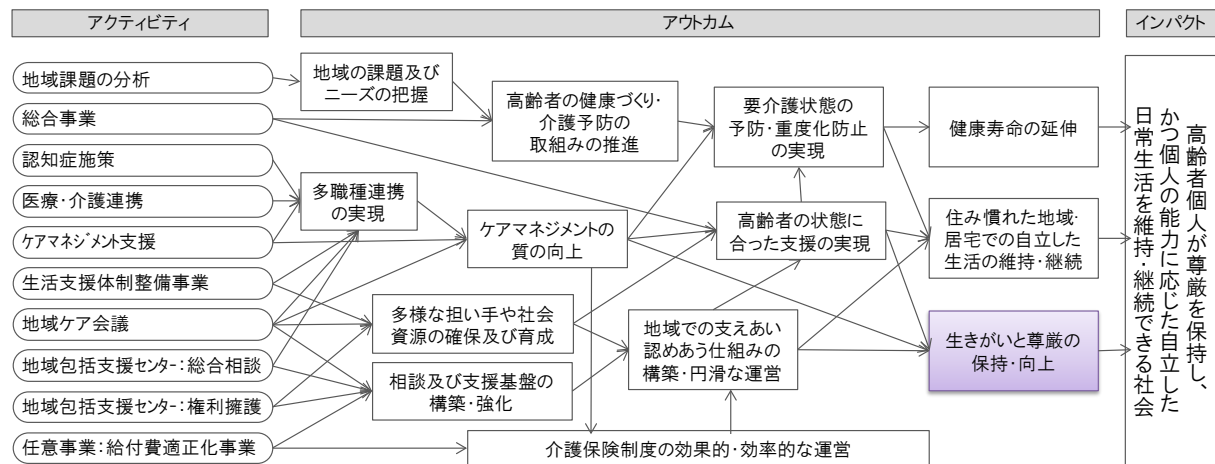 アクティビティ
アウトカム
インパクト
地域課題の分析
総合事業
認知症施策
医療・介護連携
ケアマネジメント支援
生活支援体制整備事業
地域ケア会議
地域包括支援センター：総合相談
地域包括支援センター：権利擁護
任意事業：給付費適正化事業
地域の課題及び
ニーズの把握
多職種連携
の実現
高齢者の健康づくり・
介護予防の
取組みの推進
ケアマネジメントの
質の向上
多様な担い手や社会
資源の確保及び育成
相談及び支援基盤の
構築・強化
要介護状態の
予防・重度化防止
の実現
高齢者の状態に
合った支援の実現
地域での支えあい
認めあう仕組みの
構築・円滑な運営
介護保険制度の効果的・効率的な運営
健康寿命の延伸
住み慣れた地域・
居宅での自立した
生活の維持・継続
生きがいと尊厳の
保持・向上
高齢者個人が尊厳を保持し、
かつ個人の能力に応じた自立した
日常生活を維持・継続できる社会